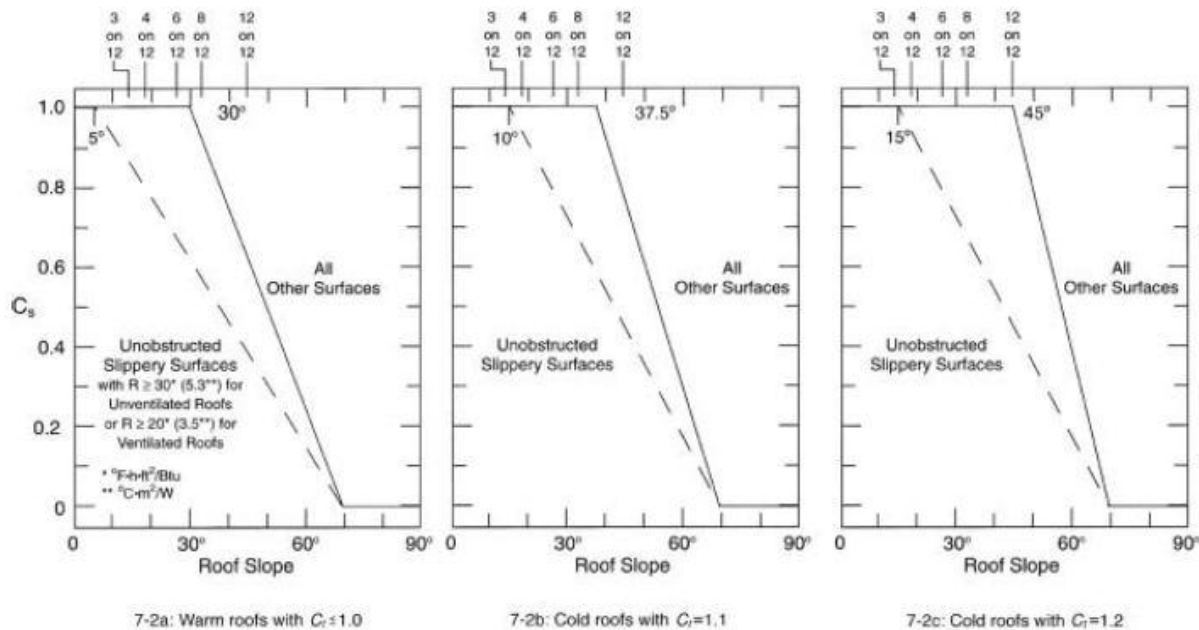 3 on 12
4 on 12
6 on 12
8 on 12
12 on 12
3 on 12
4 on 12
6 on 12
8 on 12
12 on 12
3 on 12
4 on 12
6 on 12
8 on 12
12 on 12
1.0
0.8
0.6
0.4
0.2
0
Cs
5°
30°
All
Other Surfaces
Unobstructed
Slippery Surfaces
with R ≥ 30* (5.3**) for
Unventilated Roofs
or R ≥ 20* (3.5**) for
Ventilated Roofs
* °F•h•ft²/Btu
** °C•m²/W
0 30° 60° 90°
Roof Slope
7-2a: Warm roofs with Ct≤1.0
10°
37.5°
All
Other Surfaces
Unobstructed
Slippery Surfaces
0 30° 60° 90°
Roof Slope
7-2b: Cold roofs with Ct=1.1
15°
45°
All
Other Surfaces
Unobstructed
Slippery Surfaces
0 30° 60° 90°
Roof Slope
7-2c: Cold roofs with Ct=1.2